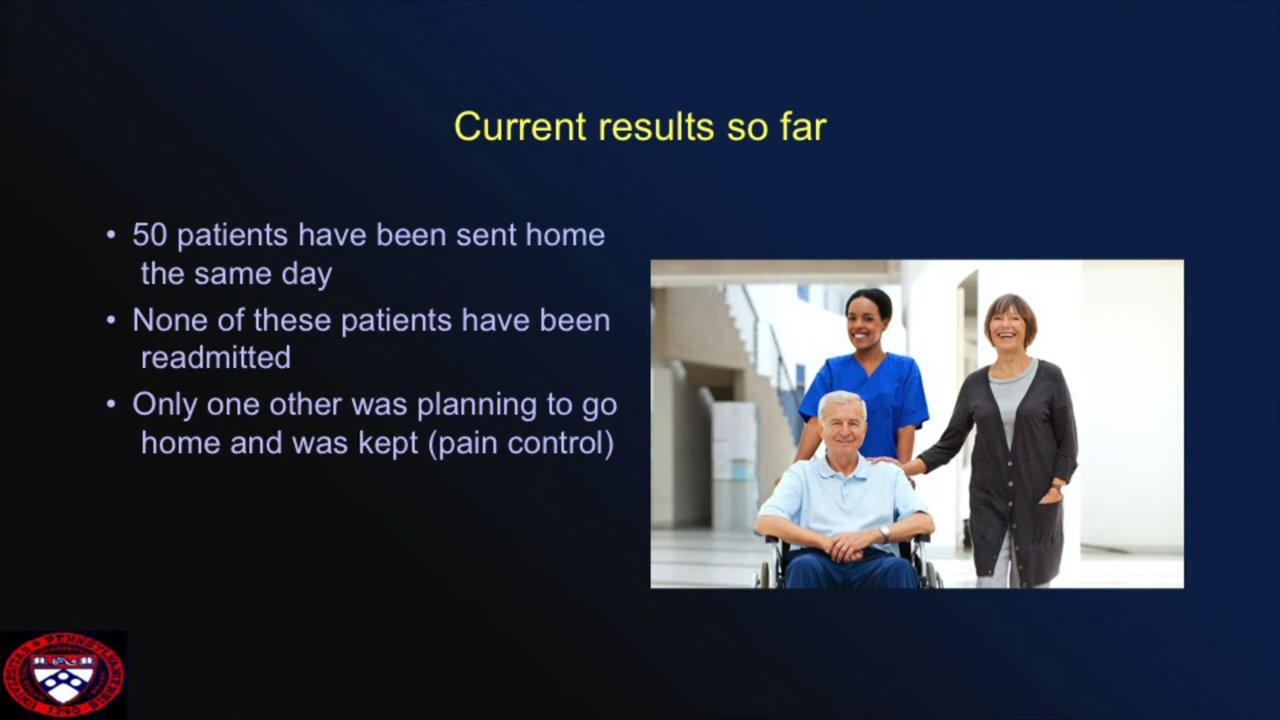 Current results so far
• 50 patients have been sent home
the same day
• None of these patients have been
readmitted
• Only one other was planning to go
home and was kept (pain control)